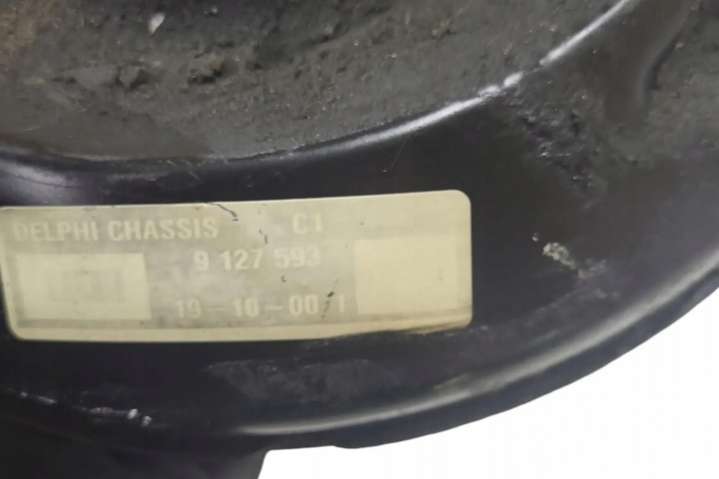 DELPHI CHASSIS C1
9 127 593
19-10-00 1